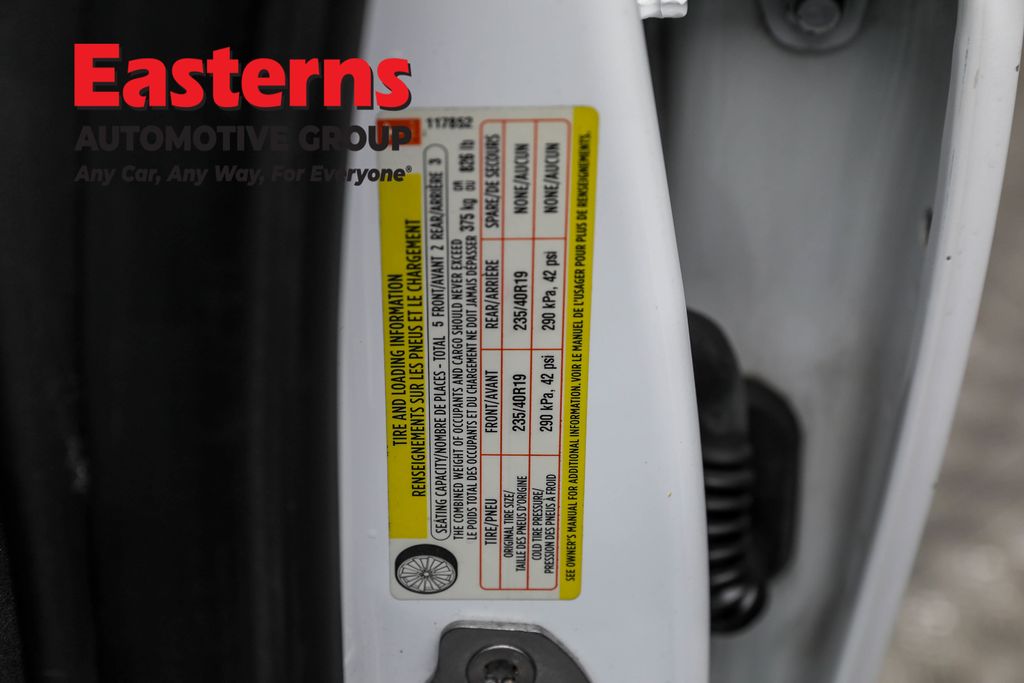 Easterns
AUTOMOTIVE GROUP
Any Car, Any Way, For Everyone®
117852
TIRE AND LOADING INFORMATION
RENSEIGNEMENTS SUR LES PNEUS ET LE CHARGEMENT
SEATING CAPACITY/NOMBRE DE PLACES - TOTAL 5 FRONT/AVANT 2 REAR/ARRIÈRE 3
THE COMBINED WEIGHT OF OCCUPANTS AND CARGO SHOULD NEVER EXCEED
LE POIDS TOTAL DES OCCUPANTS ET DU CHARGEMENT NE DOIT JAMAIS DÉPASSER 375 kg OR OU 826 lb
TIRE/PNEU FRONT/AVANT REAR/ARRIÈRE SPARE/DE SECOURS
ORIGINAL TIRE SIZE/
TAILLE DES PNEUS D'ORIGINE 235/40R19 235/40R19 NONE/AUCUN
COLD TIRE PRESSURE/
PRESSION DES PNEUS À FROID 290 kPa, 42 psi 290 kPa, 42 psi NONE/AUCUN
SEE OWNER'S MANUAL FOR ADDITIONAL INFORMATION. VOIR LE MANUEL DE L'USAGER POUR PLUS DE RENSEIGNEMENTS.